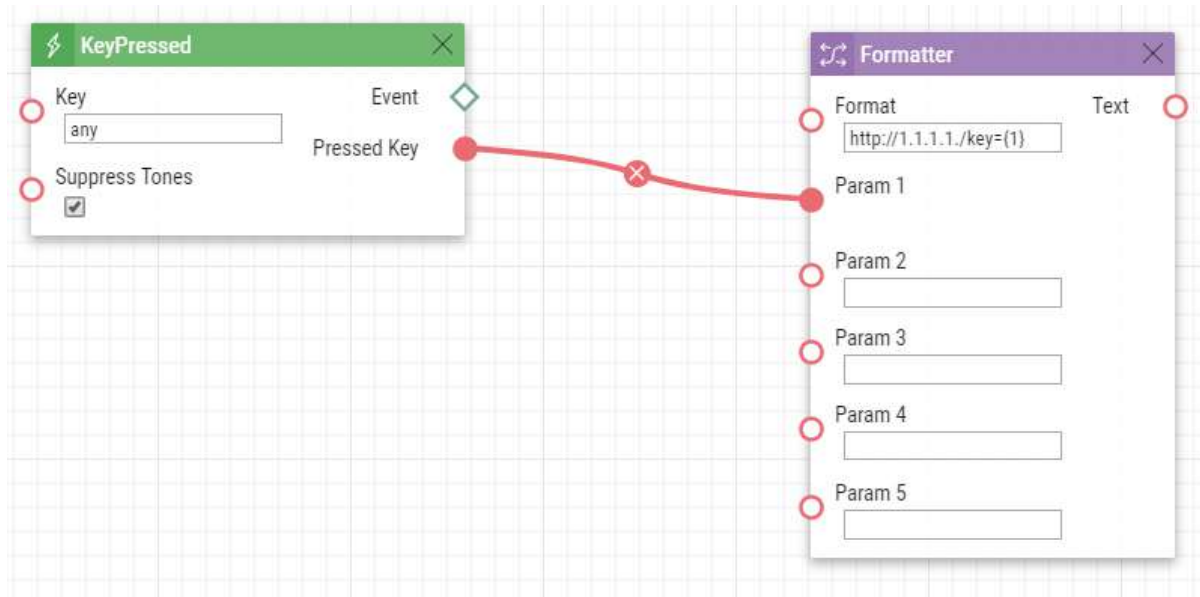 KeyPressed
Key
any
Event
Pressed Key
Suppress Tones
Formatter
Format
http://1.1.1.1./key={1}
Text
Param 1
Param 2
Param 3
Param 4
Param 5